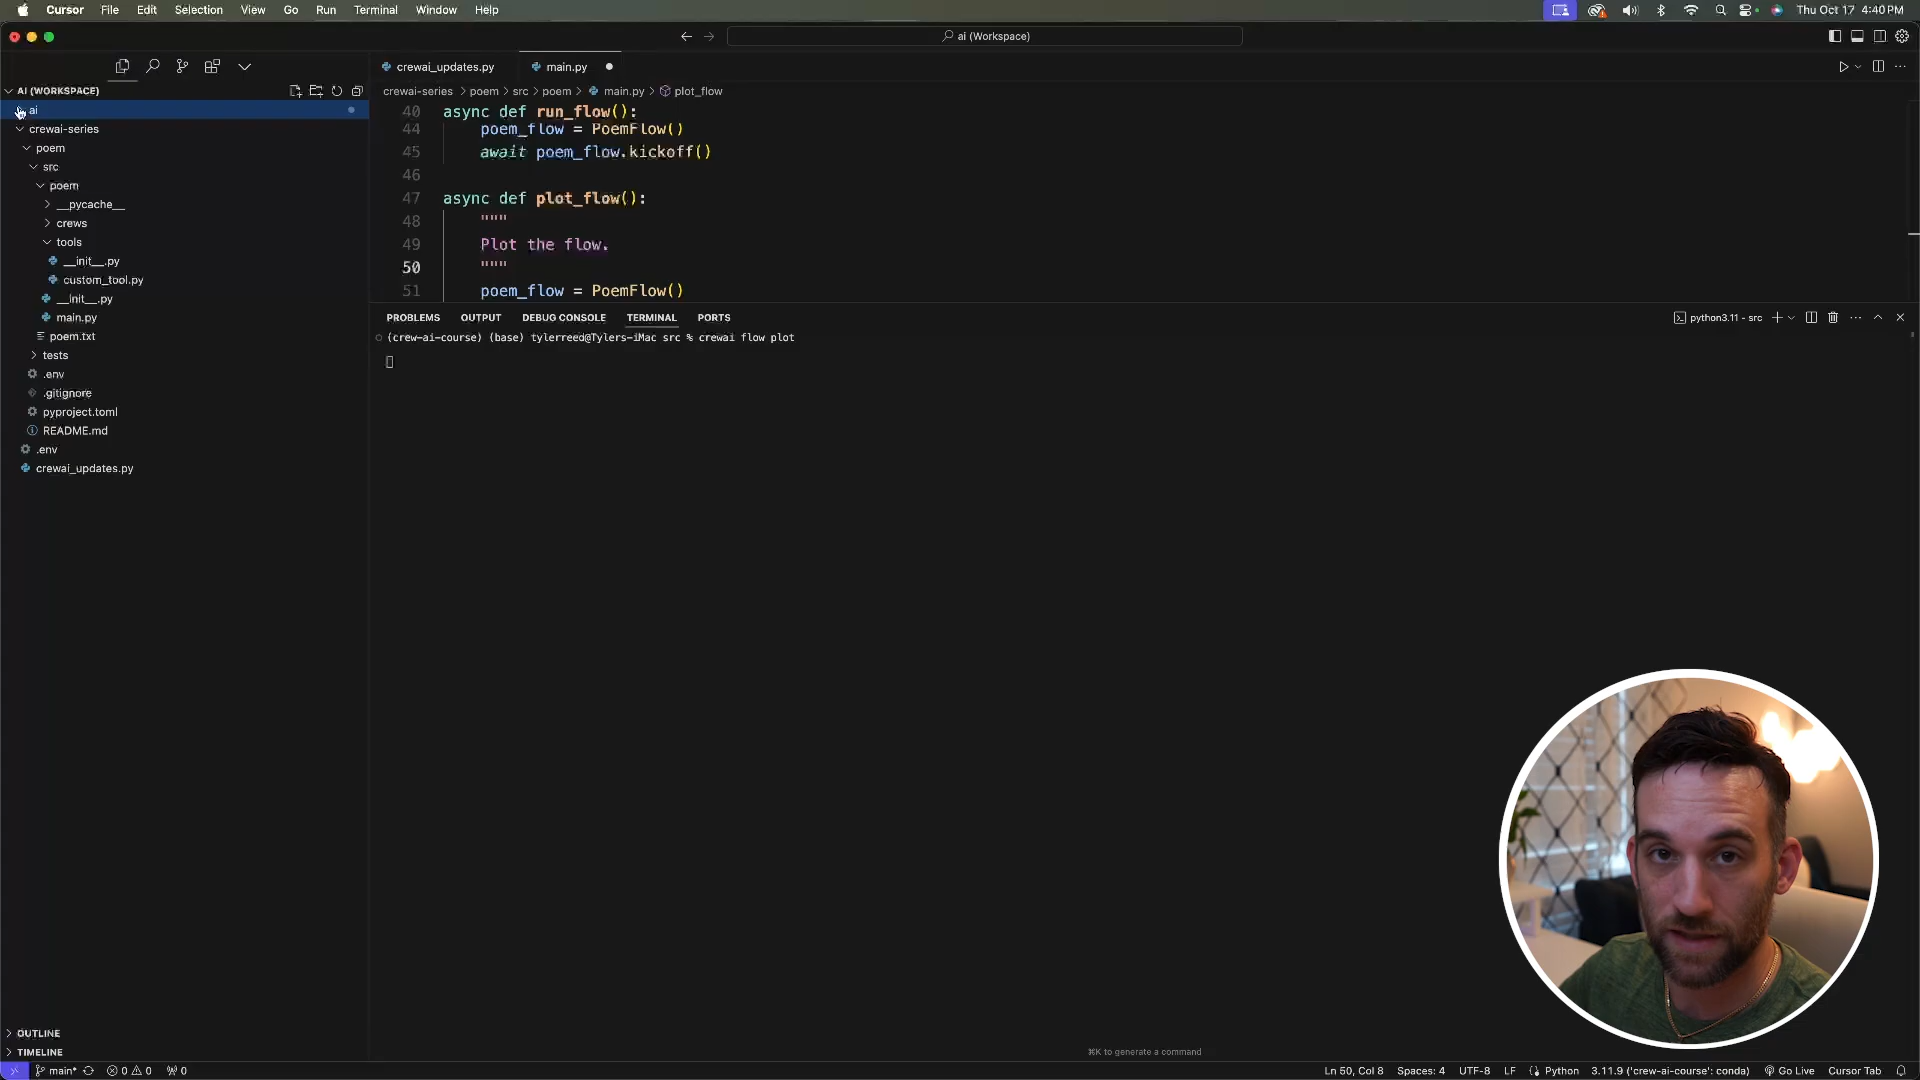 Cursor File Edit Selection View Go Run Terminal Window Help Thu Oct 17 4:40 PM
ai (Workspace)
crewai_updates.py main.py
AI (WORKSPACE)
ai
crewai-series
poem
src
poem
__pycache__
crews
tools
__init__.py
custom_tool.py
__init__.py
main.py
poem.txt
tests
.env
.gitignore
pyproject.toml
README.md
.env
crewai_updates.py
OUTLINE
TIMELINE
crewai-series > poem > src > poem > main.py > plot_flow
40 async def run_flow():
44 poem_flow = PoemFlow()
45 await poem_flow.kickoff()
46
47 async def plot_flow():
48 """
49 Plot the flow.
50 """
51 poem_flow = PoemFlow()
PROBLEMS OUTPUT DEBUG CONSOLE TERMINAL PORTS python3.11 - src
(crew-ai-course) (base) tylerreed@Tylers-iMac src % crewai flow plot
⌘K to generate a command
main* 0 0 0 Ln 50, Col 8 Spaces: 4 UTF-8 LF Python 3.11.9 ('crew-ai-course': conda) Go Live Cursor Tab